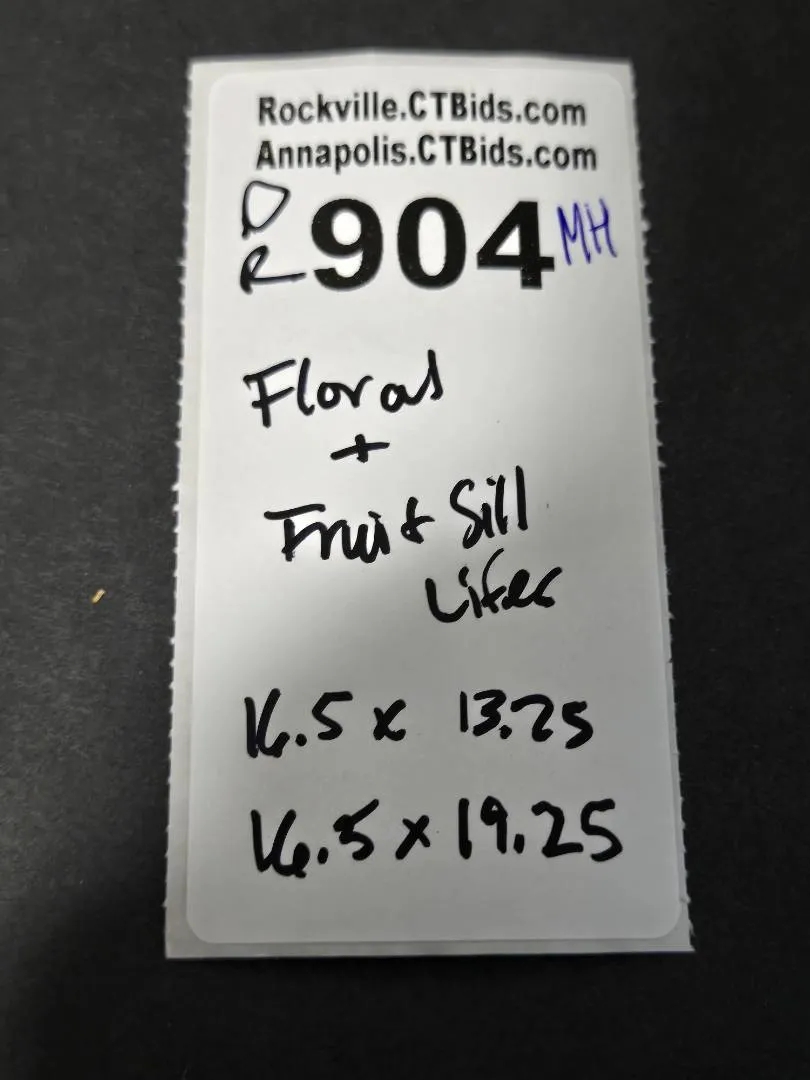 Rockville.CTBids.com
Annapolis.CTBids.com
DR 904 MH
Floral
+
Fruit Sill
Lifes
16.5 x 13.25
16.5 x 19.25